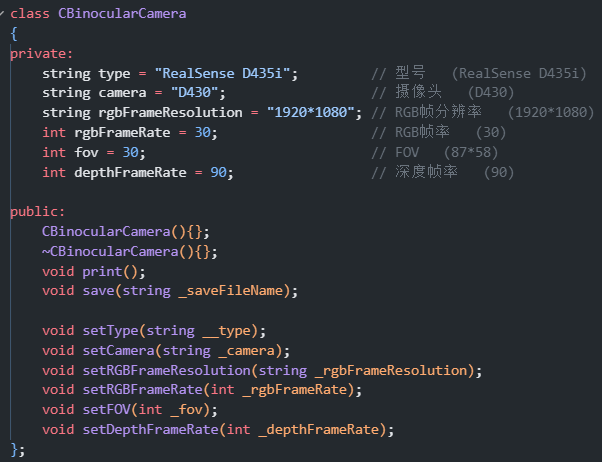 class CBinocularCamera
{
private:
    string type = "RealSense D435i";         // 型号   (RealSense D435i)
    string camera = "D430";                  // 摄像头   (D430)
    string rgbFrameResolution = "1920*1080"; // RGB帧分辨率   (1920*1080)
    int rgbFrameRate = 30;                   // RGB帧率   (30)
    int fov = 30;                            // FOV   (87*58)
    int depthFrameRate = 90;                 // 深度帧率   (90)

public:
    CBinocularCamera(){};
    ~CBinocularCamera(){};
    void print();
    void save(string _saveFileName);

    void setType(string __type);
    void setCamera(string _camera);
    void setRGBFrameResolution(string _rgbFrameResolution);
    void setRGBFrameRate(int _rgbFrameRate);
    void setFOV(int _fov);
    void setDepthFrameRate(int _depthFrameRate);
};